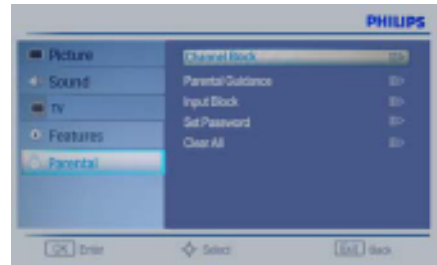 PHILIPS
Picture
Sound
TV
Features
Parental
Channel Block
Parental Guidance
Input Block
Set Password
Clear All
OK Enter
Select
Exit Back